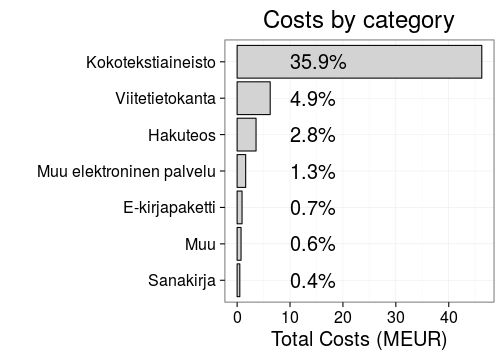 Costs by category
Kokotekstiaineisto 35.9%
Viitetietokanta 4.9%
Hakuteos 2.8%
Muu elektroninen palvelu 1.3%
E-kirjapaketti 0.7%
Muu 0.6%
Sanakirja 0.4%
0 10 20 30 40
Total Costs (MEUR)